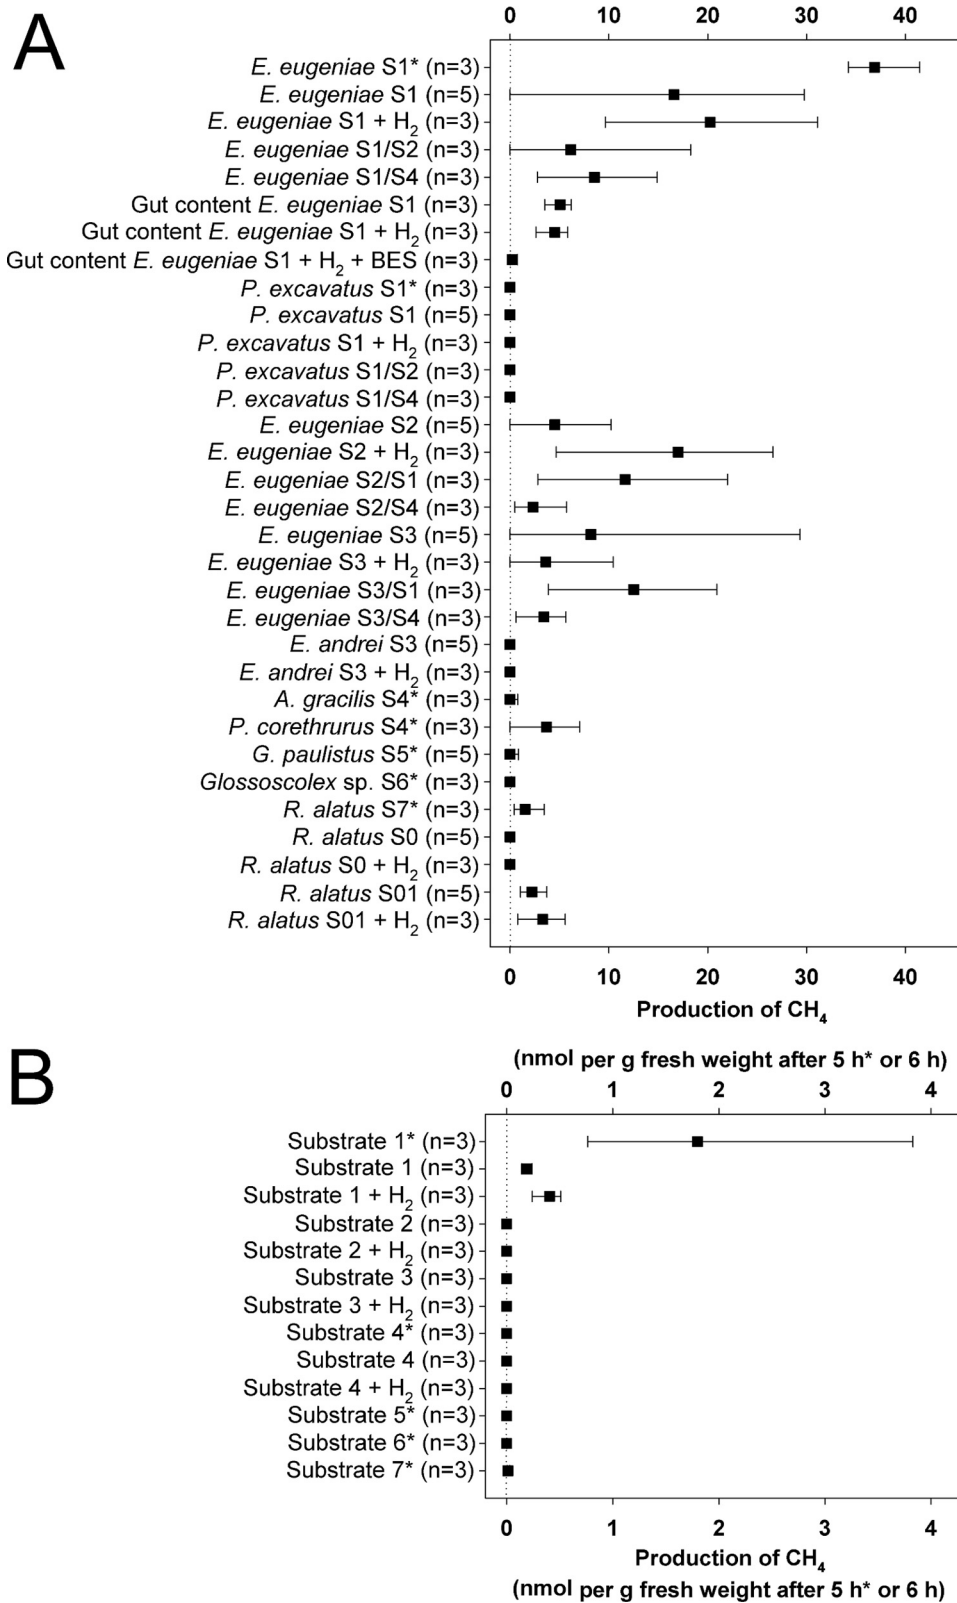 A
0 10 20 30 40
E. eugeniae S1* (n=3)
E. eugeniae S1 (n=5)
E. eugeniae S1 + H2 (n=3)
E. eugeniae S1/S2 (n=3)
E. eugeniae S1/S4 (n=3)
Gut content E. eugeniae S1 (n=3)
Gut content E. eugeniae S1 + H2 (n=3)
Gut content E. eugeniae S1 + H2 + BES (n=3)
P. excavatus S1* (n=3)
P. excavatus S1 (n=5)
P. excavatus S1 + H2 (n=3)
P. excavatus S1/S2 (n=3)
P. excavatus S1/S4 (n=3)
E. eugeniae S2 (n=5)
E. eugeniae S2 + H2 (n=3)
E. eugeniae S2/S1 (n=3)
E. eugeniae S2/S4 (n=3)
E. eugeniae S3 (n=5)
E. eugeniae S3 + H2 (n=3)
E. eugeniae S3/S1 (n=3)
E. eugeniae S3/S4 (n=3)
E. andrei S3 (n=5)
E. andrei S3 + H2 (n=3)
A. gracilis S4* (n=3)
P. corethrurus S4* (n=3)
G. paulistus S5* (n=5)
Glossoscolex sp. S6* (n=3)
R. alatus S7* (n=3)
R. alatus S0 (n=5)
R. alatus S0 + H2 (n=3)
R. alatus S01 (n=5)
R. alatus S01 + H2 (n=3)
0 10 20 30 40
Production of CH4
(nmol per g fresh weight after 5 h* or 6 h)
B
0 1 2 3 4
Substrate 1* (n=3)
Substrate 1 (n=3)
Substrate 1 + H2 (n=3)
Substrate 2 (n=3)
Substrate 2 + H2 (n=3)
Substrate 3 (n=3)
Substrate 3 + H2 (n=3)
Substrate 4* (n=3)
Substrate 4 (n=3)
Substrate 4 + H2 (n=3)
Substrate 5* (n=3)
Substrate 6* (n=3)
Substrate 7* (n=3)
0 1 2 3 4
Production of CH4
(nmol per g fresh weight after 5 h* or 6 h)